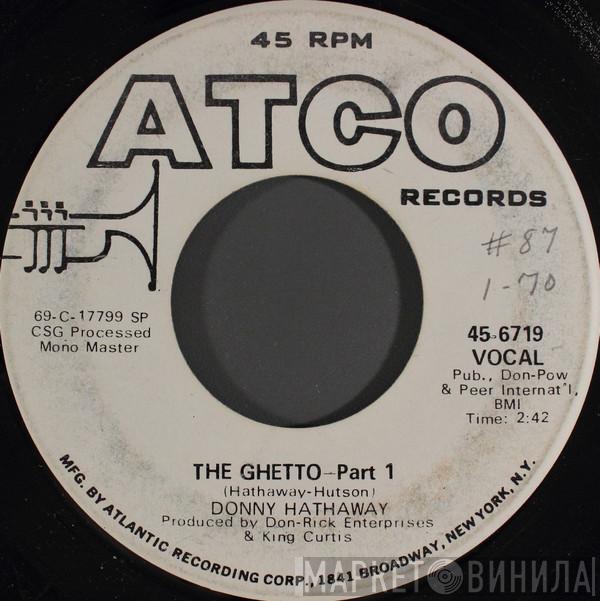 45 RPM
ATCO
RECORDS
#87
1-70
69-C-17799 SP
CSG Processed
Mono Master
45-6719
VOCAL
Pub., Don-Pow
& Peer Internat'l,
BMI
Time: 2:42
THE GHETTO-Part 1
(Hathaway-Hutson)
DONNY HATHAWAY
Produced by Don-Rick Enterprises
& King Curtis
MFG. BY ATLANTIC RECORDING CORP., 1841 BROADWAY, NEW YORK, N.Y.
МАРКЕТ ВИНИЛА